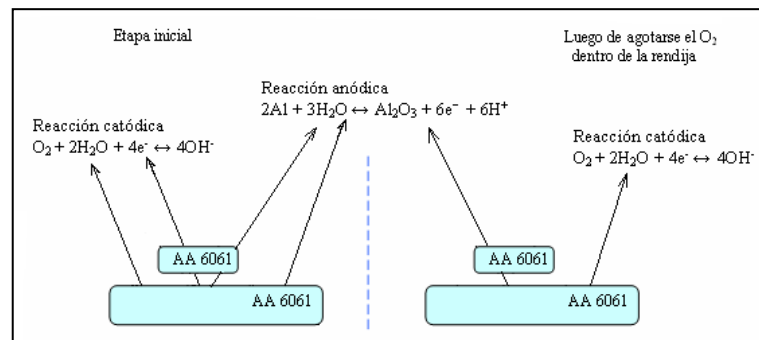 Etapa inicial
Luego de agotarse el O₂
dentro de la rendija
Reacción anódica
2Al + 3H₂O ↔ Al₂O₃ + 6e⁻ + 6H⁺
Reacción catódica
O₂ + 2H₂O + 4e⁻ ↔ 4OH⁻
Reacción catódica
O₂ + 2H₂O + 4e⁻ ↔ 4OH⁻
AA 6061
AA 6061
AA 6061
AA 6061